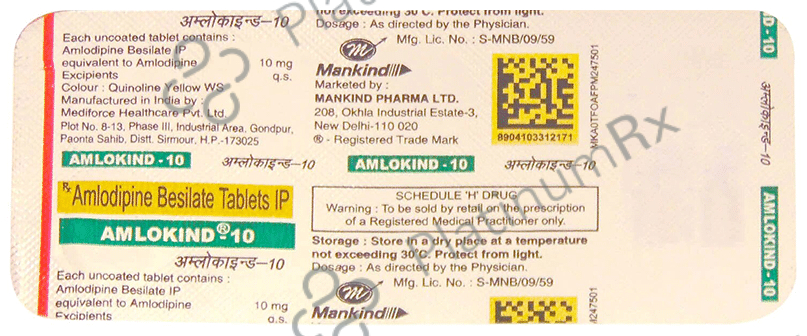 अम्लोकाइन्ड-10
Each uncoated tablet contains :
Amlodipine Besilate IP
equivalent to Amlodipine 10 mg
Excipients q.s.
Colour : Quinoline Yellow WS
Manufactured in India by :
Mediforce Healthcare Pvt. Ltd.
Plot No. 8-13, Phase III, Industrial Area, Gondpur,
Paonta Sahib, Distt. Sirmour, H.P.-173025
AMLOKIND - 10 अम्लोकाइन्ड-10
Rx Amlodipine Besilate Tablets IP
AMLOKIND®-10
अम्लोकाइन्ड-10
Each uncoated tablet contains :
Amlodipine Besilate IP
equivalent to Amlodipine 10 mg
Excipients q.s.
not exceeding 30°C. Protect from light.
Dosage : As directed by the Physician.
Mfg. Lic. No. : S-MNB/09/59
m
Mankind
Marketed by :
MANKIND PHARMA LTD.
208, Okhla Industrial Estate-3,
New Delhi-110 020
® - Registered Trade Mark
8904103312171
MKA0TFOAFPM247501
AMLOKIND - 10 अम्लोकाइन्ड-10
SCHEDULE 'H' DRUG
Warning : To be sold by retail on the prescription
of a Registered Medical Practitioner only.
Storage : Store in a dry place at a temperature
not exceeding 30°C. Protect from light.
Dosage : As directed by the Physician.
Mfg. Lic. No. : S-MNB/09/59
m
Mankind
247501
D - 10
अम्लोकाइन्ड-10
AMLOKIND - 10
PlatinumRx